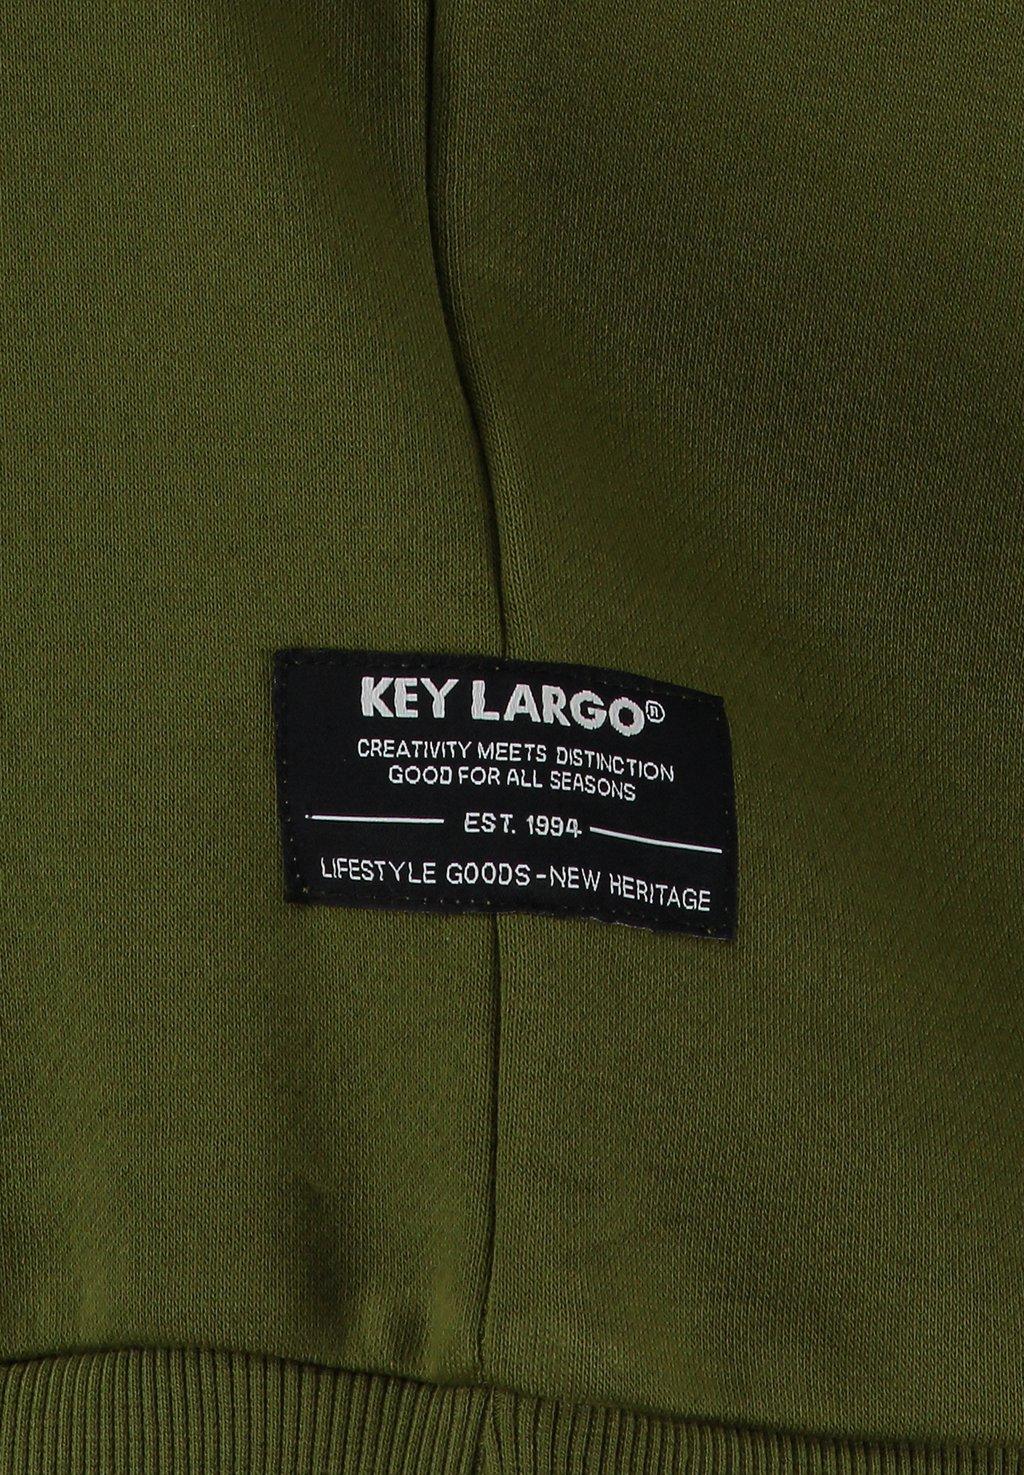 KEY LARGO®
CREATIVITY MEETS DISTINCTION
GOOD FOR ALL SEASONS
EST. 1994
LIFESTYLE GOODS-NEW HERITAGE